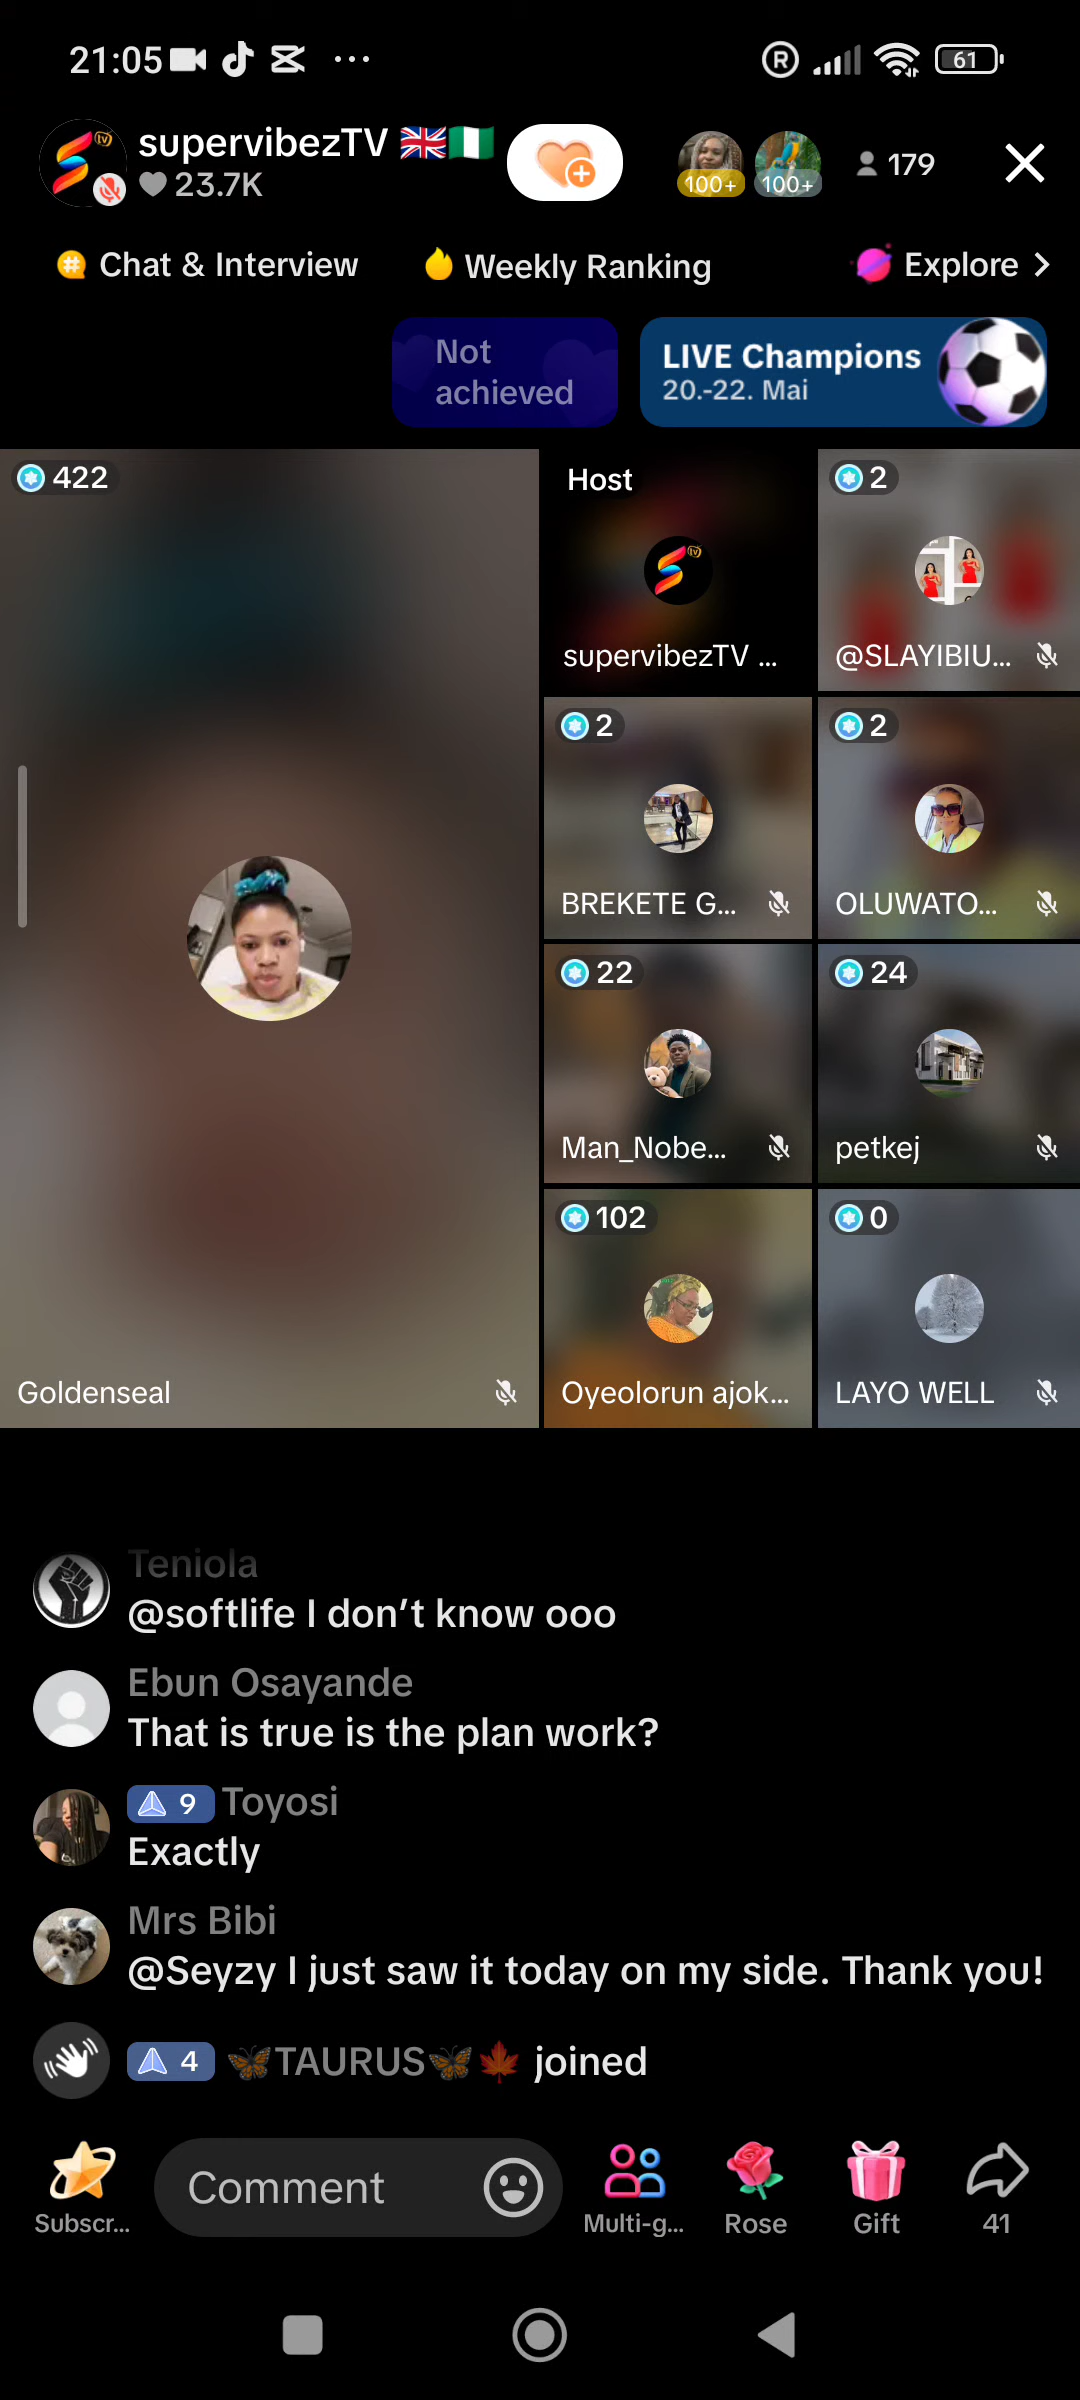 21:05
61
supervibezTV 🇬🇧🇳🇬
23.7K
100+
100+
179
Chat & Interview
Weekly Ranking
Explore >
Not
achieved
LIVE Champions
20.-22. Mai
422
Goldenseal
Host
supervibezTV ...
2
@SLAYIBIU...
2
BREKETE G...
2
OLUWATO...
22
Man_Nobe...
24
petkej
102
Oyeolorun ajok...
0
LAYO WELL
Teniola
@softlife I don’t know ooo
Ebun Osayande
That is true is the plan work?
9 Toyosi
Exactly
Mrs Bibi
@Seyzy I just saw it today on my side. Thank you!
4 🦋TAURUS🦋🍁 joined
Comment
Subscr...
Multi-g...
Rose
Gift
41